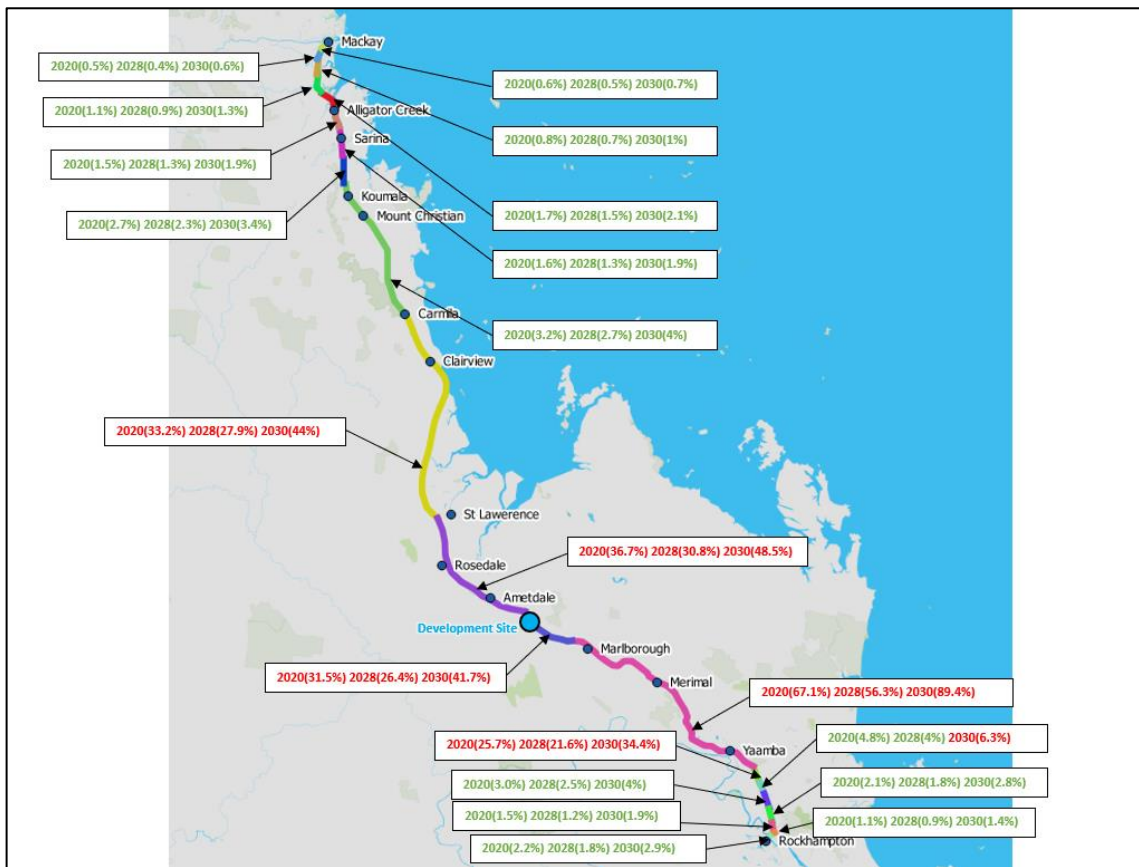 Mackay
2020(0.5%) 2028(0.4%) 2030(0.6%)
2020(0.6%) 2028(0.5%) 2030(0.7%)
2020(1.1%) 2028(0.9%) 2030(1.3%)
Alligator Creek
2020(0.8%) 2028(0.7%) 2030(1%)
Sarina
2020(1.5%) 2028(1.3%) 2030(1.9%)
Koumala
2020(2.7%) 2028(2.3%) 2030(3.4%)
Mount Christian
2020(1.7%) 2028(1.5%) 2030(2.1%)
2020(1.6%) 2028(1.3%) 2030(1.9%)
Carmila
2020(3.2%) 2028(2.7%) 2030(4%)
Clairview
2020(33.2%) 2028(27.9%) 2030(44%)
St Lawerence
2020(36.7%) 2028(30.8%) 2030(48.5%)
Rosedale
Ametdale
Development Site
Marlborough
2020(31.5%) 2028(26.4%) 2030(41.7%)
Merimal
2020(67.1%) 2028(56.3%) 2030(89.4%)
2020(25.7%) 2028(21.6%) 2030(34.4%)
Yaamba
2020(4.8%) 2028(4%) 2030(6.3%)
2020(3.0%) 2028(2.5%) 2030(4%)
2020(2.1%) 2028(1.8%) 2030(2.8%)
2020(1.5%) 2028(1.2%) 2030(1.9%)
2020(1.1%) 2028(0.9%) 2030(1.4%)
2020(2.2%) 2028(1.8%) 2030(2.9%)
Rockhampton